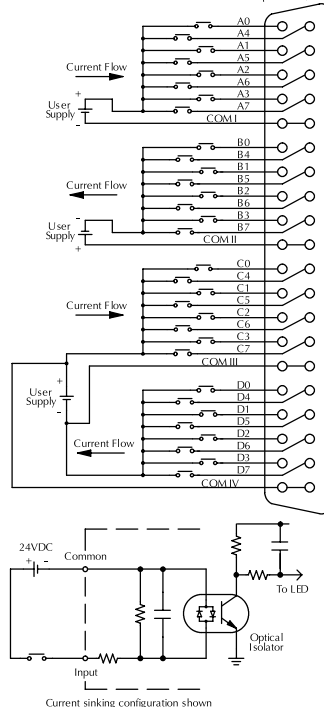 A0
A4
A1
Current Flow
A5
A2
A6
+
User
Supply
A3
A7
-
COM I
B0
B4
B1
Current Flow
B5
B2
B6
-
User
Supply
B3
B7
+
COM II
C0
C4
C1
Current Flow
C5
C2
C6
C3
C7
COM III
+
User
Supply
-
D0
D4
D1
D5
Current Flow
D2
D6
D3
D7
COM IV
24VDC
+ -
Common
To LED
Optical
Isolator
Input
Current sinking configuration shown